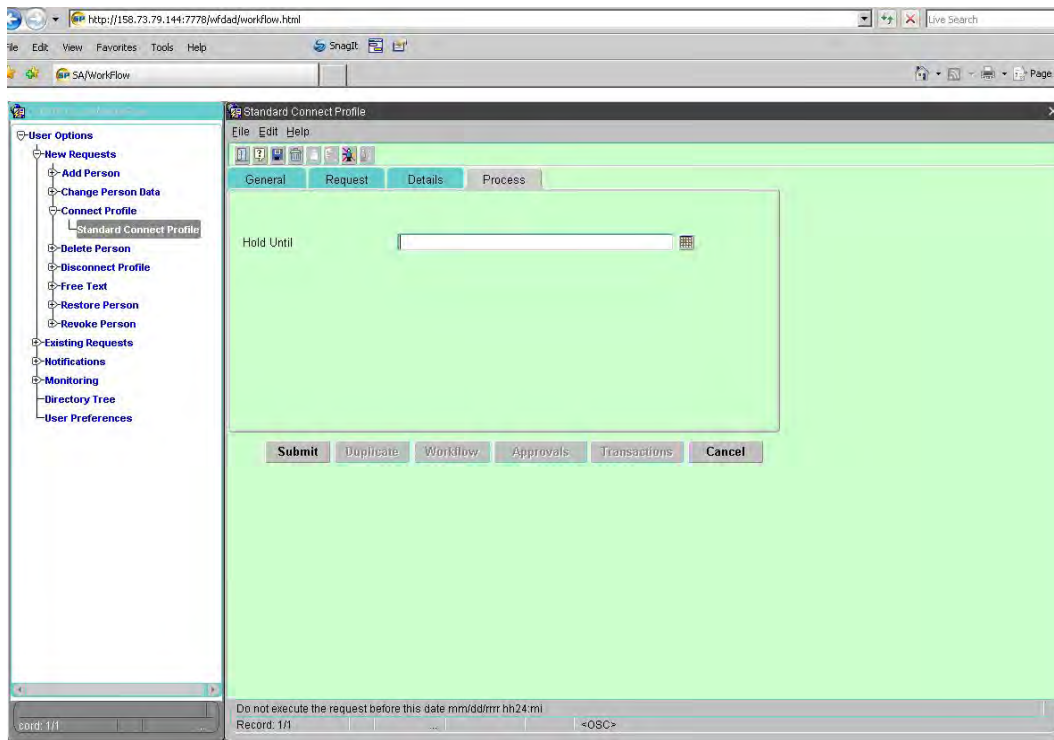 http://158.73.79.144:7778/wfdad/workflow.html
Live Search
File Edit View Favorites Tools Help
SnagIt
SA/WorkFlow
Page
Standard Connect Profile
File Edit Help
User Options
New Requests
Add Person
Change Person Data
Connect Profile
Standard Connect Profile
Delete Person
Disconnect Profile
Free Text
Restore Person
Revoke Person
Existing Requests
Notifications
Monitoring
Directory Tree
User Preferences
General Request Details Process
Hold Until
Submit Duplicate Workflow Approvals Transactions Cancel
Do not execute the request before this date mm/dd/rrrr hh24:mi
Record: 1/1 ... <OSC>
cord: 1/1 ...